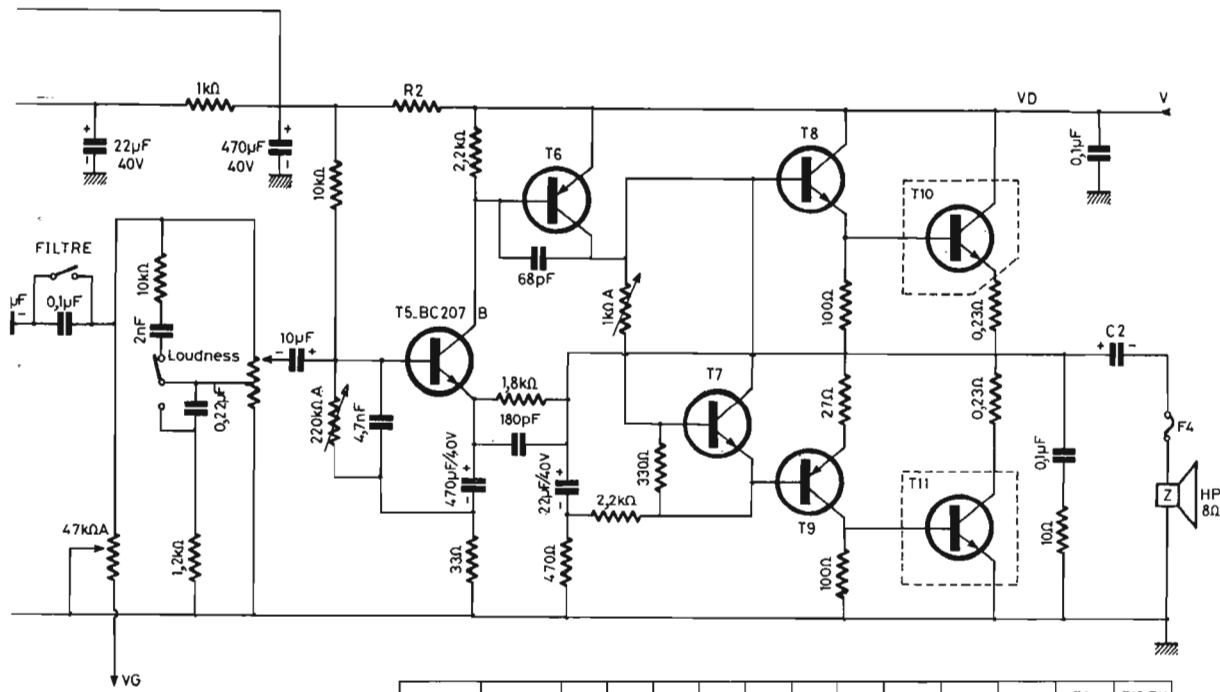 1kΩ
R2
VD
V
22µF
40V
470µF
40V
10kΩ
2,2kΩ
T6
T8
0,1µF
T10
FILTRE
10kΩ
68pF
µF
0,1µF
2nF
Loudness
10µF
T5_BC207
B
1kΩ A
100Ω
0,23Ω
C2
0,22µF
220kΩ A
4,7nF
1,8kΩ
180pF
T7
27Ω
0,23Ω
F4
470µF/40V
22µF/40V
330Ω
2,2kΩ
T9
T11
0,1µF
Z
HP
8Ω
47kΩA
1,2kΩ
33Ω
470Ω
100Ω
10Ω
VG